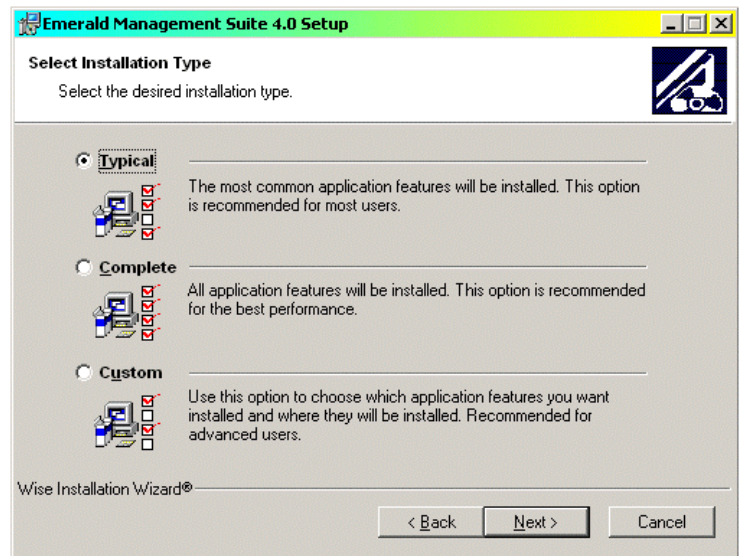 Emerald Management Suite 4.0 Setup
Select Installation Type
Select the desired installation type.
Typical
The most common application features will be installed. This option
is recommended for most users.
Complete
All application features will be installed. This option is recommended
for the best performance.
Custom
Use this option to choose which application features you want
installed and where they will be installed. Recommended for
advanced users.
Wise Installation Wizard®
< Back
Next >
Cancel